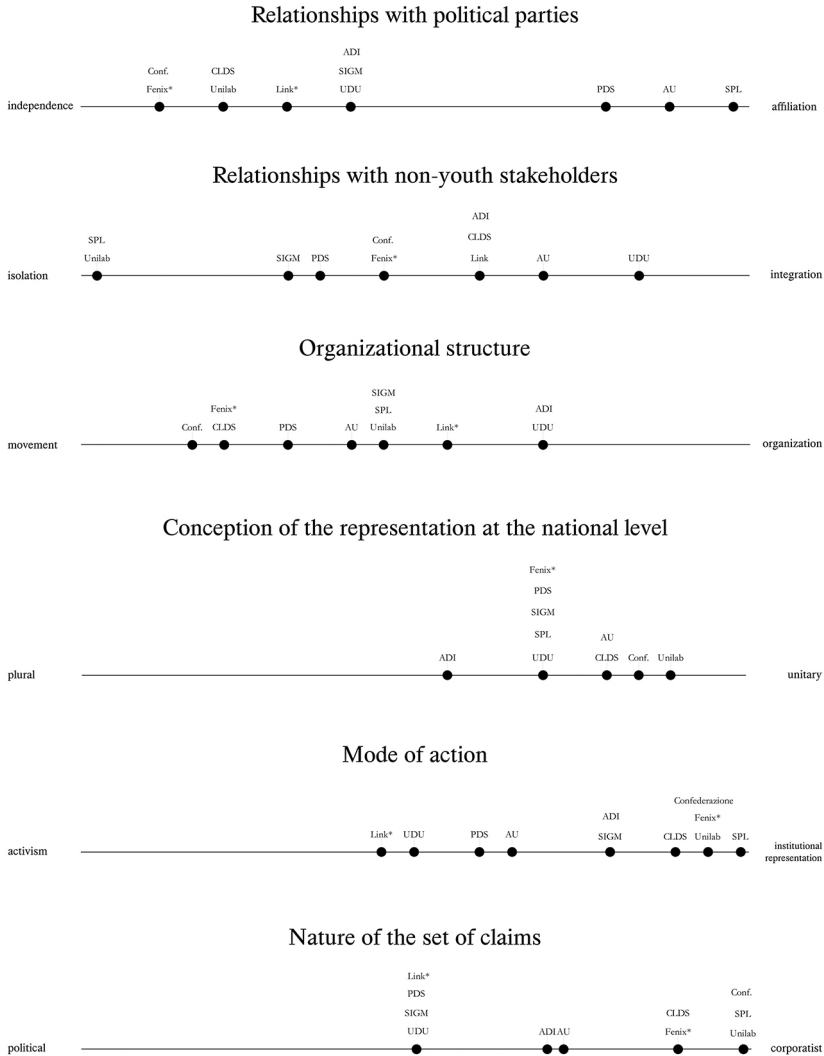 Relationships with political parties
ADI
Conf. CLDS SIGM
Fenix* Unilab Link* UDU PDS AU SPL
independence affiliation
Relationships with non-youth stakeholders
ADI
SPL Conf. CLDS
Unilab SIGM PDS Fenix* Link AU UDU
isolation integration
Organizational structure
SIGM
Fenix* SPL ADI
Conf. CLDS PDS AU Unilab Link* UDU
movement organization
Conception of the representation at the national level
Fenix*
PDS
SIGM
SPL AU
ADI UDU CLDS Conf. Unilab
plural unitary
Mode of action
Confederazione
ADI Fenix*
Link* UDU PDS AU SIGM CLDS Unilab SPL
activism institutional
representation
Nature of the set of claims
Link*
PDS Conf.
SIGM CLDS SPL
UDU ADI AU Fenix* Unilab
political corporatist